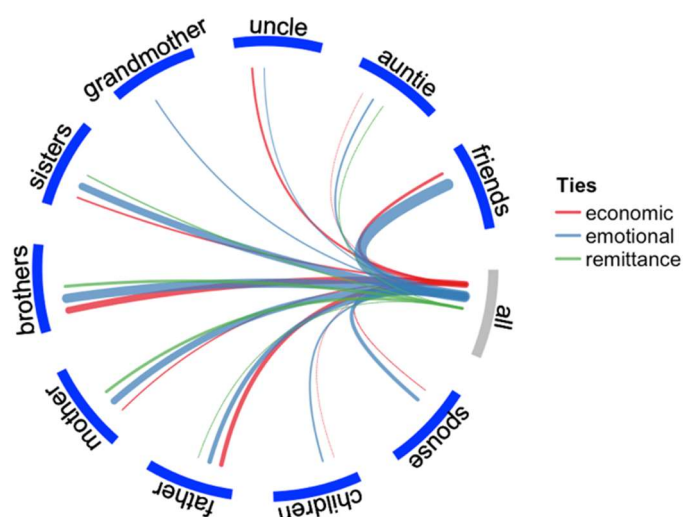 uncle
grandmother
auntie
sisters
friends
Ties
economic
emotional
remittance
brothers
all
mother
spouse
father
children